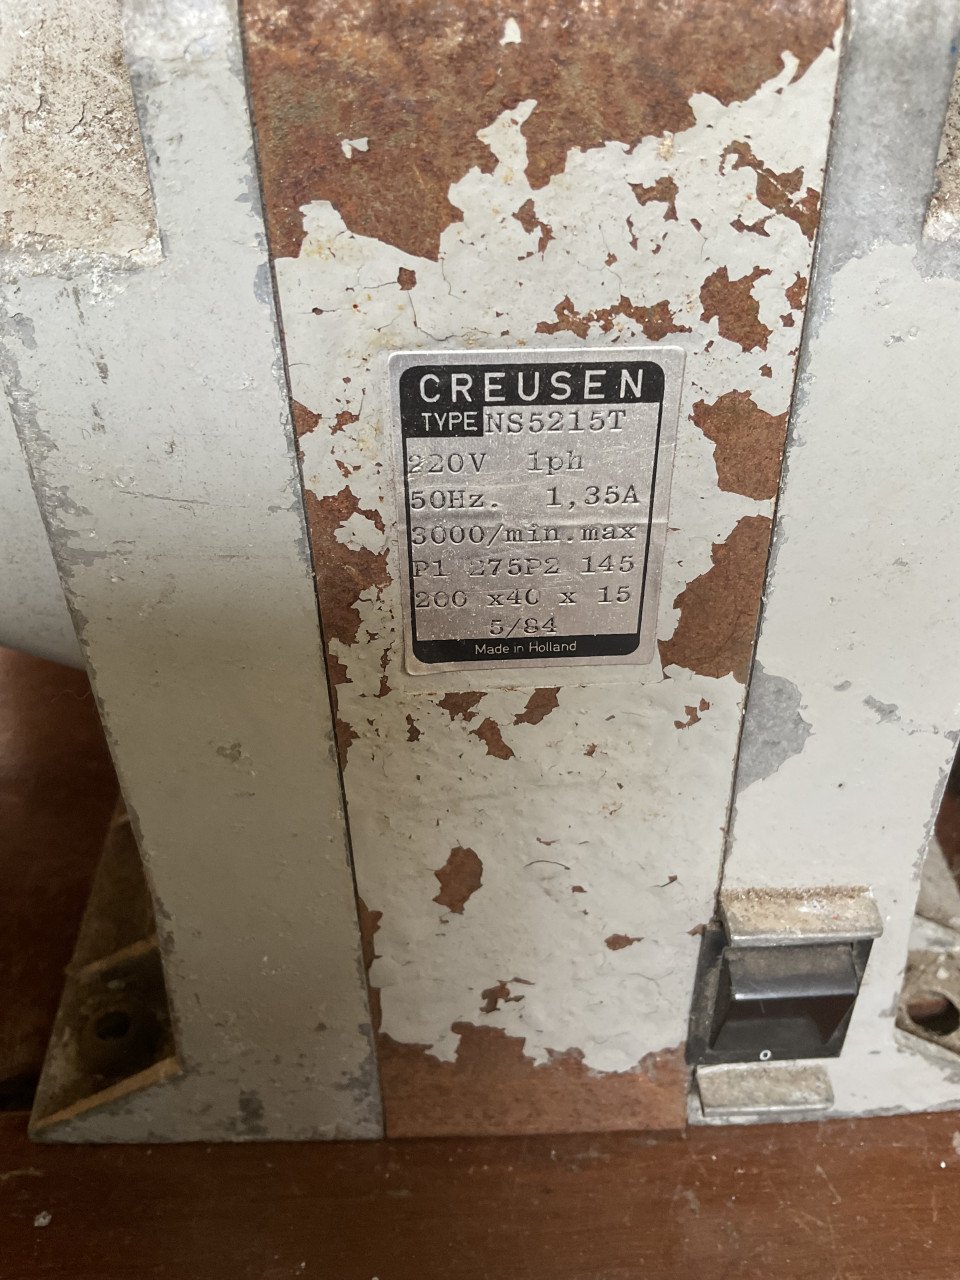 CREUSEN
TYPE NS5215T
220V 1ph
50Hz. 1,35A
3000/min.max
P1 275P2 145
200 x40 x 15
5/84
Made in Holland
0